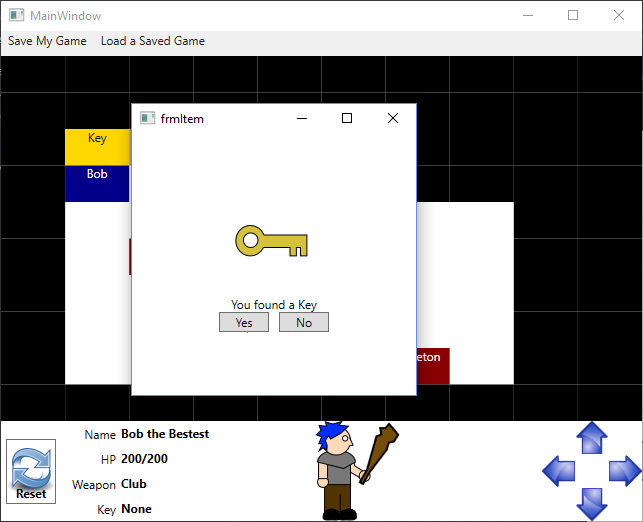 MainWindow
Save My Game Load a Saved Game
frmItem
Key
Bob
You found a Key
Yes No
eton
Reset
Name Bob the Bestest
HP 200/200
Weapon Club
Key None